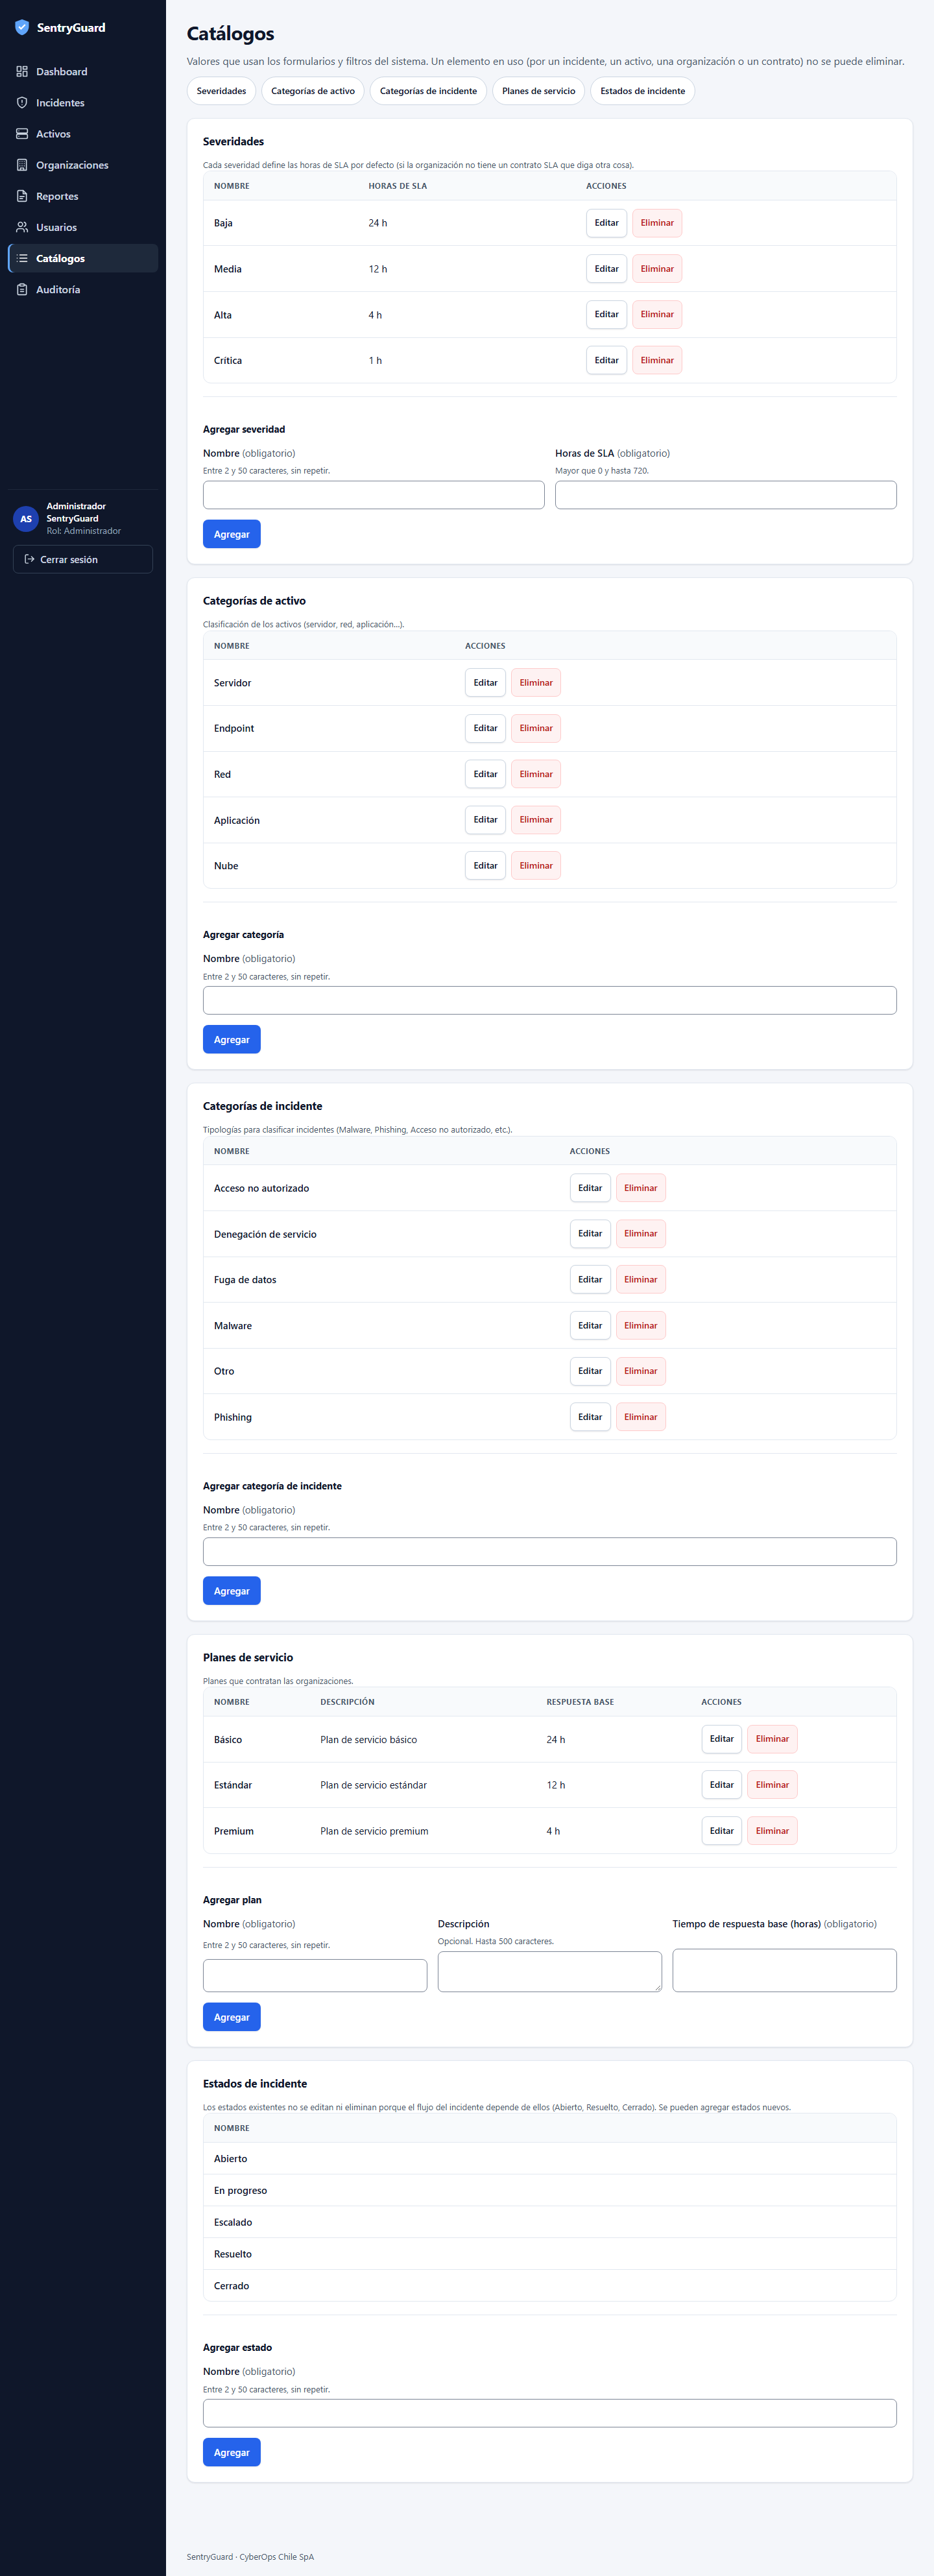 SentryGuard
Dashboard
Incidentes
Activos
Organizaciones
Reportes
Usuarios
Catálogos
Auditoría
AS
Administrador
SentryGuard
Rol: Administrador
Cerrar sesión
Catálogos
Valores que usan los formularios y filtros del sistema. Un elemento en uso (por un incidente, un activo, una organización o un contrato) no se puede eliminar.
Severidades Categorías de activo Categorías de incidente Planes de servicio Estados de incidente
Severidades
Cada severidad define las horas de SLA por defecto (si la organización no tiene un contrato SLA que diga otra cosa).
NOMBRE HORAS DE SLA ACCIONES
Baja 24 h Editar Eliminar
Media 12 h Editar Eliminar
Alta 4 h Editar Eliminar
Crítica 1 h Editar Eliminar
Agregar severidad
Nombre (obligatorio) Horas de SLA (obligatorio)
Entre 2 y 50 caracteres, sin repetir. Mayor que 0 y hasta 720.
Agregar
Categorías de activo
Clasificación de los activos (servidor, red, aplicación...).
NOMBRE ACCIONES
Servidor Editar Eliminar
Endpoint Editar Eliminar
Red Editar Eliminar
Aplicación Editar Eliminar
Nube Editar Eliminar
Agregar categoría
Nombre (obligatorio)
Entre 2 y 50 caracteres, sin repetir.
Agregar
Categorías de incidente
Tipologías para clasificar incidentes (Malware, Phishing, Acceso no autorizado, etc.).
NOMBRE ACCIONES
Acceso no autorizado Editar Eliminar
Denegación de servicio Editar Eliminar
Fuga de datos Editar Eliminar
Malware Editar Eliminar
Otro Editar Eliminar
Phishing Editar Eliminar
Agregar categoría de incidente
Nombre (obligatorio)
Entre 2 y 50 caracteres, sin repetir.
Agregar
Planes de servicio
Planes que contratan las organizaciones.
NOMBRE DESCRIPCIÓN RESPUESTA BASE ACCIONES
Básico Plan de servicio básico 24 h Editar Eliminar
Estándar Plan de servicio estándar 12 h Editar Eliminar
Premium Plan de servicio premium 4 h Editar Eliminar
Agregar plan
Nombre (obligatorio) Descripción Tiempo de respuesta base (horas) (obligatorio)
Entre 2 y 50 caracteres, sin repetir. Opcional. Hasta 500 caracteres.
Agregar
Estados de incidente
Los estados existentes no se editan ni eliminan porque el flujo del incidente depende de ellos (Abierto, Resuelto, Cerrado). Se pueden agregar estados nuevos.
NOMBRE
Abierto
En progreso
Escalado
Resuelto
Cerrado
Agregar estado
Nombre (obligatorio)
Entre 2 y 50 caracteres, sin repetir.
Agregar
SentryGuard · CyberOps Chile SpA